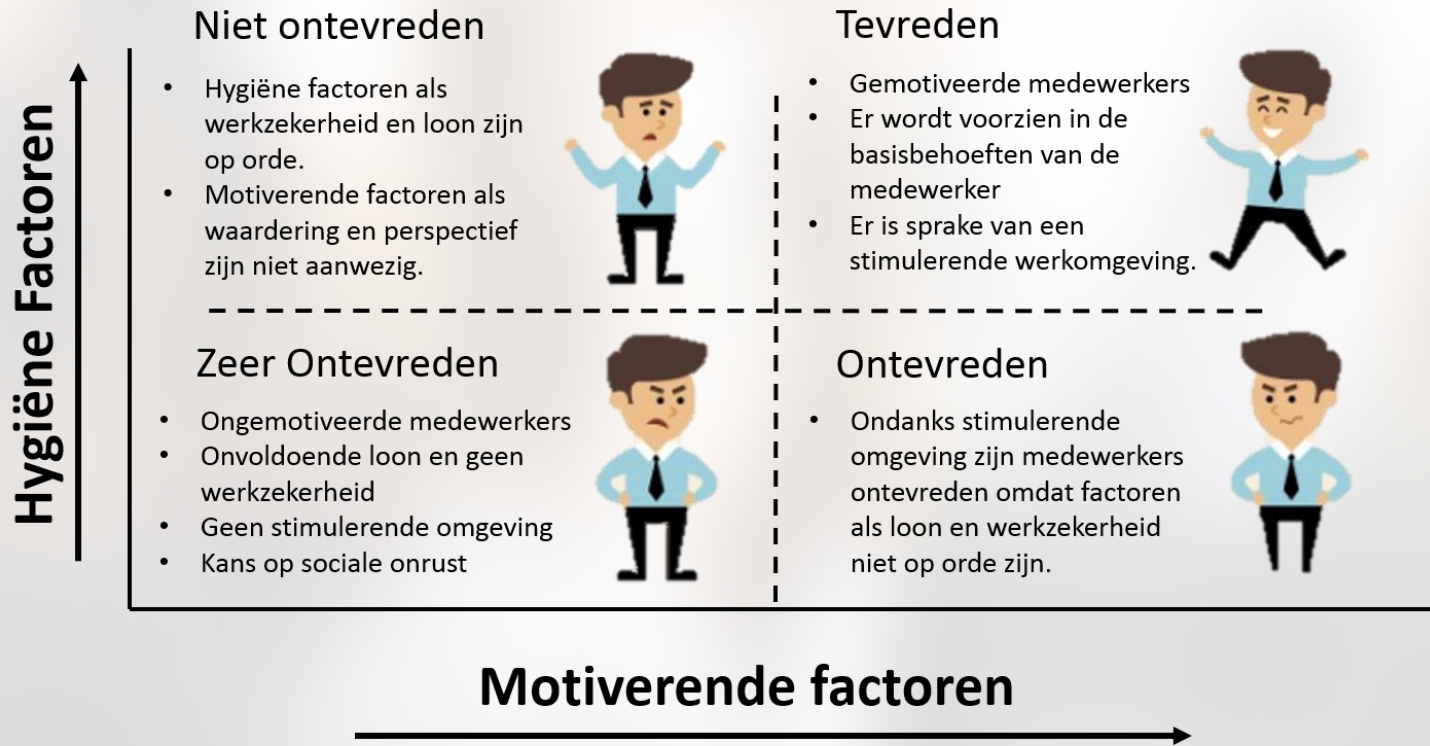 Niet ontevreden
• Hygiëne factoren als
werkzekerheid en loon zijn
op orde.
• Motiverende factoren als
waardering en perspectief
zijn niet aanwezig.
Tevreden
• Gemotiveerde medewerkers
• Er wordt voorzien in de
basisbehoeften van de
medewerker
• Er is sprake van een
stimulerende werkomgeving.
Hygiëne Factoren
Zeer Ontevreden
• Ongemotiveerde medewerkers
• Onvoldoende loon en geen
werkzekerheid
• Geen stimulerende omgeving
• Kans op sociale onrust
Ontevreden
• Ondanks stimulerende
omgeving zijn medewerkers
ontevreden omdat factoren
als loon en werkzekerheid
niet op orde zijn.
Motiverende factoren